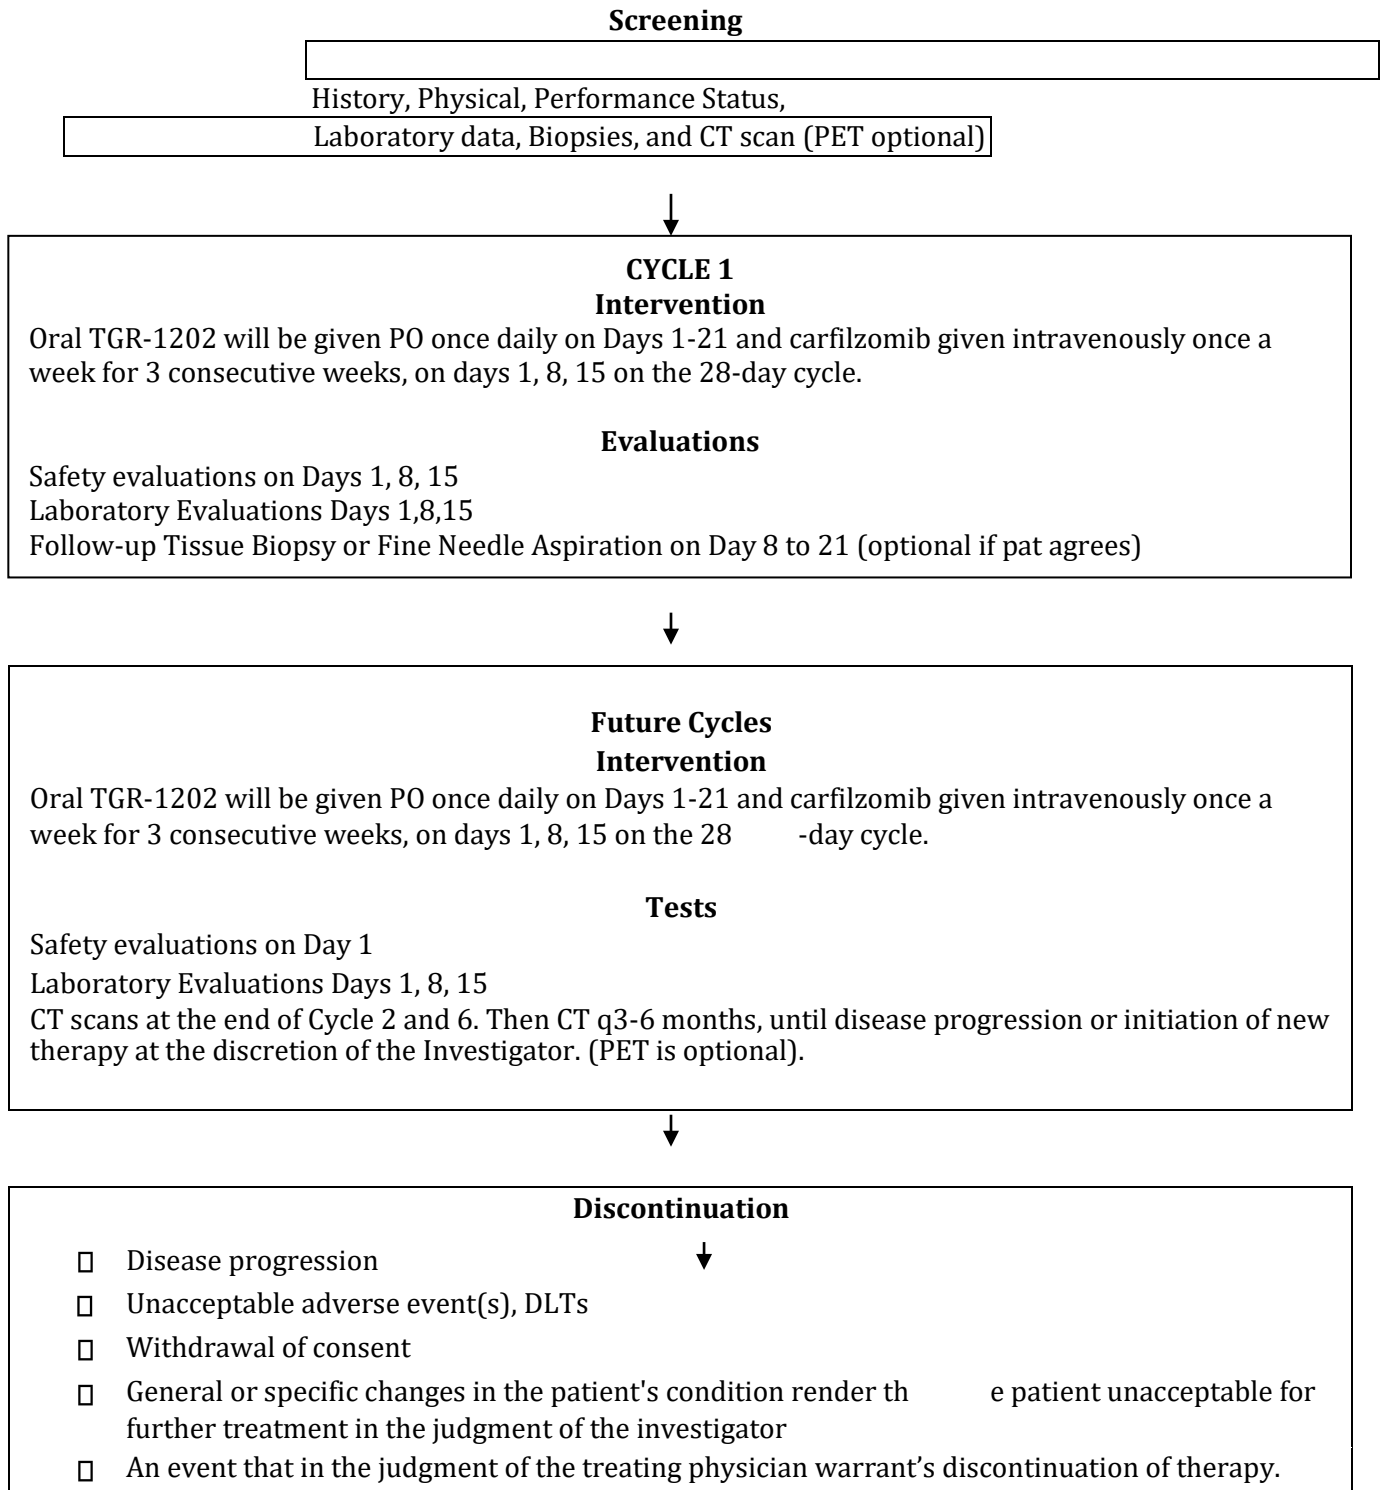 Screening
History, Physical, Performance Status,
Laboratory data, Biopsies, and CT scan (PET optional)
CYCLE 1
Intervention
Oral TGR-1202 will be given PO once daily on Days 1-21 and carfilzomib given intravenously once a
week for 3 consecutive weeks, on days 1, 8, 15 on the 28-day cycle.
Evaluations
Safety evaluations on Days 1, 8, 15
Laboratory Evaluations Days 1,8,15
Follow-up Tissue Biopsy or Fine Needle Aspiration on Day 8 to 21 (optional if pat agrees)
Future Cycles
Intervention
Oral TGR-1202 will be given PO once daily on Days 1-21 and carfilzomib given intravenously once a
week for 3 consecutive weeks, on days 1, 8, 15 on the 28 -day cycle.
Tests
Safety evaluations on Day 1
Laboratory Evaluations Days 1, 8, 15
CT scans at the end of Cycle 2 and 6. Then CT q3-6 months, until disease progression or initiation of new
therapy at the discretion of the Investigator. (PET is optional).
Discontinuation
Disease progression
Unacceptable adverse event(s), DLTs
Withdrawal of consent
General or specific changes in the patient's condition render th e patient unacceptable for
further treatment in the judgment of the investigator
An event that in the judgment of the treating physician warrant’s discontinuation of therapy.